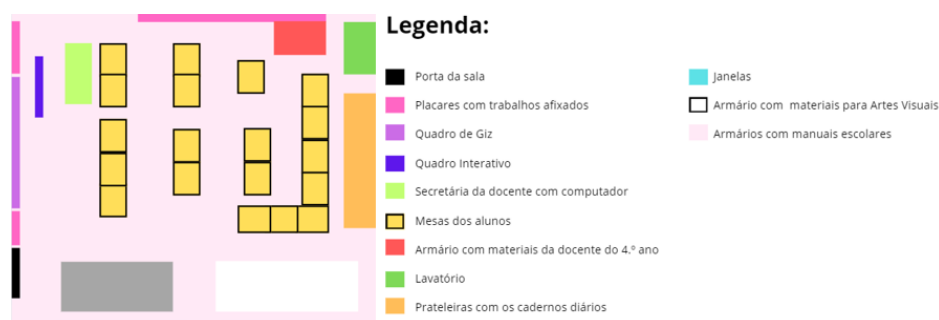 Legenda:
Porta da sala
Placares com trabalhos afixados
Quadro de Giz
Quadro Interativo
Secretária da docente com computador
Mesas dos alunos
Armário com materiais da docente do 4.º ano
Lavatório
Prateleiras com os cadernos diários
Janelas
Armário com materiais para Artes Visuais
Armários com manuais escolares